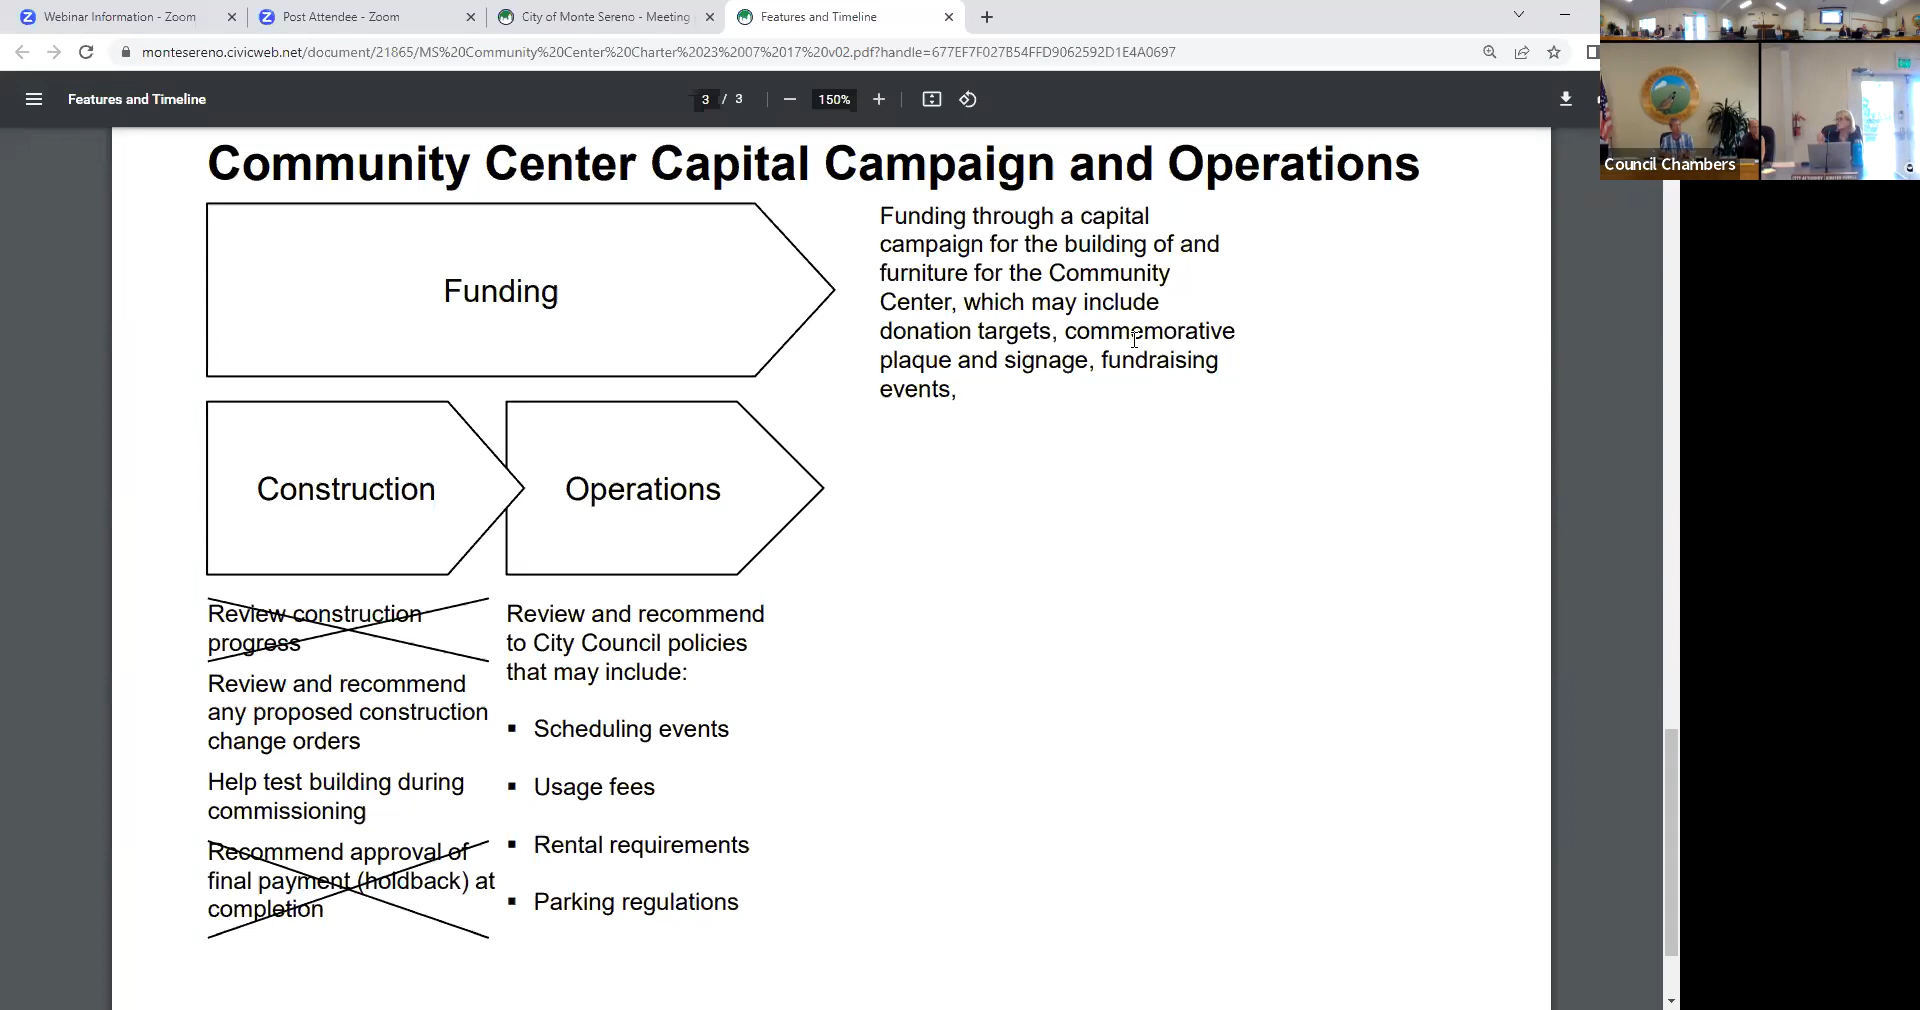 Webinar Information - Zoom
Post Attendee - Zoom
City of Monte Sereno - Meeting
Features and Timeline
montesereno.civicweb.net/document/21865/MS%20Community%20Center%20Charter%2023%2007%2017%20v02.pdf?handle=677EF7F027B54FFD9062592D1E4A0697
Features and Timeline
3 / 3
150%
Council Chambers
Community Center Capital Campaign and Operations
Funding
Funding through a capital
campaign for the building of and
furniture for the Community
Center, which may include
donation targets, commemorative
plaque and signage, fundraising
events,
Construction
Operations
Review construction
progress
Review and recommend
any proposed construction
change orders
Help test building during
commissioning
Recommend approval of
final payment (holdback) at
completion
Review and recommend
to City Council policies
that may include:
▪ Scheduling events
▪ Usage fees
▪ Rental requirements
▪ Parking regulations